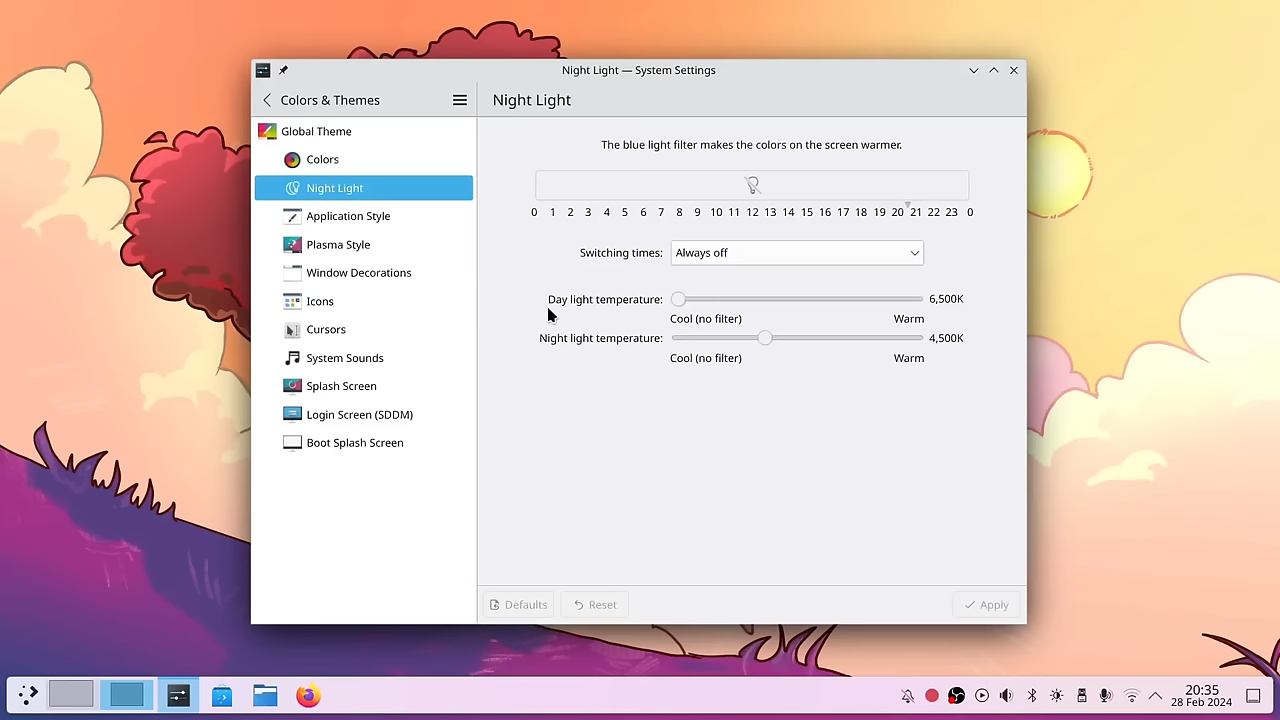 Night Light — System Settings
Colors & Themes
Night Light
Global Theme
Colors
Night Light
Application Style
Plasma Style
Window Decorations
Icons
Cursors
System Sounds
Splash Screen
Login Screen (SDDM)
Boot Splash Screen
The blue light filter makes the colors on the screen warmer.
0 1 2 3 4 5 6 7 8 9 10 11 12 13 14 15 16 17 18 19 20 21 22 23 0
Switching times: Always off
Day light temperature: 6,500K
Cool (no filter) Warm
Night light temperature: 4,500K
Cool (no filter) Warm
Defaults Reset Apply
20:35
28 Feb 2024